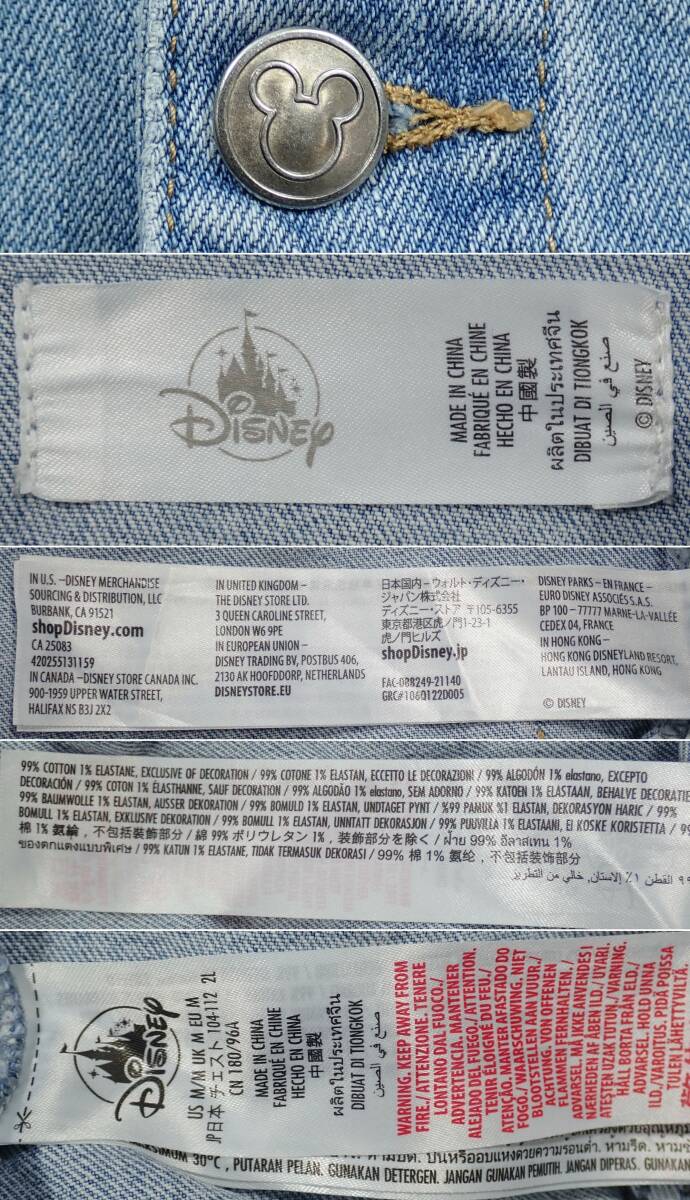 Disney
MADE IN CHINA
FABRIQUÉ EN CHINE
HECHO EN CHINA
中國製
ผลิตในประเทศจีน
DIBUAT DI TIONGKOK
صنع في الصين
© DISNEY
IN U.S. –DISNEY MERCHANDISE
SOURCING & DISTRIBUTION, LLC
BURBANK, CA 91521
shopDisney.com
CA 25083
420255131159
IN CANADA –DISNEY STORE CANADA INC.
900-1959 UPPER WATER STREET,
HALIFAX NS B3J 2X2
IN UNITED KINGDOM –
THE DISNEY STORE LTD.
3 QUEEN CAROLINE STREET,
LONDON W6 9PE
IN EUROPEAN UNION –
DISNEY TRADING BV, POSTBUS 406,
2130 AK HOOFDDORP, NETHERLANDS
DISNEYSTORE.EU
日本国内–ウォルト・ディズニー・
ジャパン株式会社
ディズニー・ストア 〒105-6355
東京都港区虎ノ門1-23-1
虎ノ門ヒルズ
shopDisney.jp
FAC-088249-21140
GRC#1060122D005
DISNEY PARKS – EN FRANCE –
EURO DISNEY ASSOCIÉS S.A.S.
BP 100 – 77777 MARNE-LA-VALLÉE
CEDEX 04, FRANCE
IN HONG KONG –
HONG KONG DISNEYLAND RESORT,
LANTAU ISLAND, HONG KONG
© DISNEY
99% COTTON 1% ELASTANE, EXCLUSIVE OF DECORATION / 99% COTONE 1% ELASTAN, ECCETTO LE DECORAZIONI / 99% ALGODÓN 1% elastano, EXCEPTO
DECORACIÓN / 99% COTON 1% ÉLASTHANNE, SAUF DECORATION / 99% ALGODÃO 1% elastano, SEM ADORNO / 99% KATOEN 1% ELASTAAN, BEHALVE DECORATIE
99% BAUMWOLLE 1% ELASTAN, AUSSER DEKORATION / 99% BOMULD 1% ELASTAN, UNDTAGET PYNT / %99 PAMUK %1 ELASTAN, DEKORASYON HARIC / 99%
BOMULL 1% ELASTAN, EXKLUSIVE DEKORATION / 99% BOMULL 1% ELASTAN, UNNTATT DEKORASJON / 99% PUUVILLA 1% ELASTAANI, EI KOSKE KORISTETTA / 99%
棉 1% 氨綸，不包括裝飾部分 / 綿 99% ポリウレタン 1%，装飾部分を除く / ฝ้าย 99% อีลาสเทน 1%
ของตกแต่งแบบพิเศษ / 99% KATUN 1% ELASTANE, TIDAK TERMASUK DEKORASI / 99% 棉 1% 氨纶，不包括装饰部分
٩٩ القطن ١٪ الإلاستان, خالي من التطريز
Disney
US M/M UK M EU M
JP日本 チェスト 104-112 2L
CN 180/96A
MADE IN CHINA
FABRIQUÉ EN CHINE
HECHO EN CHINA
中國製
ผลิตในประเทศจีน
DIBUAT DI TIONGKOK
صنع في الصين
WARNING. KEEP AWAY FROM
FIRE./ ATTENZIONE. TENERE
LONTANO DAL FUOCO./
ADVERTENCIA. MANTENER
ALEJADO DEL FUEGO./ ATTENTION.
TENIR ÉLOIGNÉ DU FEU./
ATENÇÃO. MANTER AFASTADO DO
FOGO./ WAARSCHUWING. NIET
BLOOTSTELLEN AAN VUUR./
ACHTUNG. VON OFFENEN
FLAMMEN FERNHALTEN./
ADVARSEL. MÅ IKKE ANVENDES I
NÆRHEDEN AF ÅBEN ILD./ UYARI.
ATEŞTEN UZAK TUTUN./ VARNING.
HÅLL BORTA FRÅN ELD./
ADVARSEL. HOLD UNNA
ILD./ VAROITUS. PIDÄ POISSA
TULEN LÄHETTYVILTÄ.
30°C, PUTARAN PELAN. GUNAKAN DETERGEN. JANGAN GUNAKAN PEMUTIH. JANGAN DIPERAS. GUNAKAN